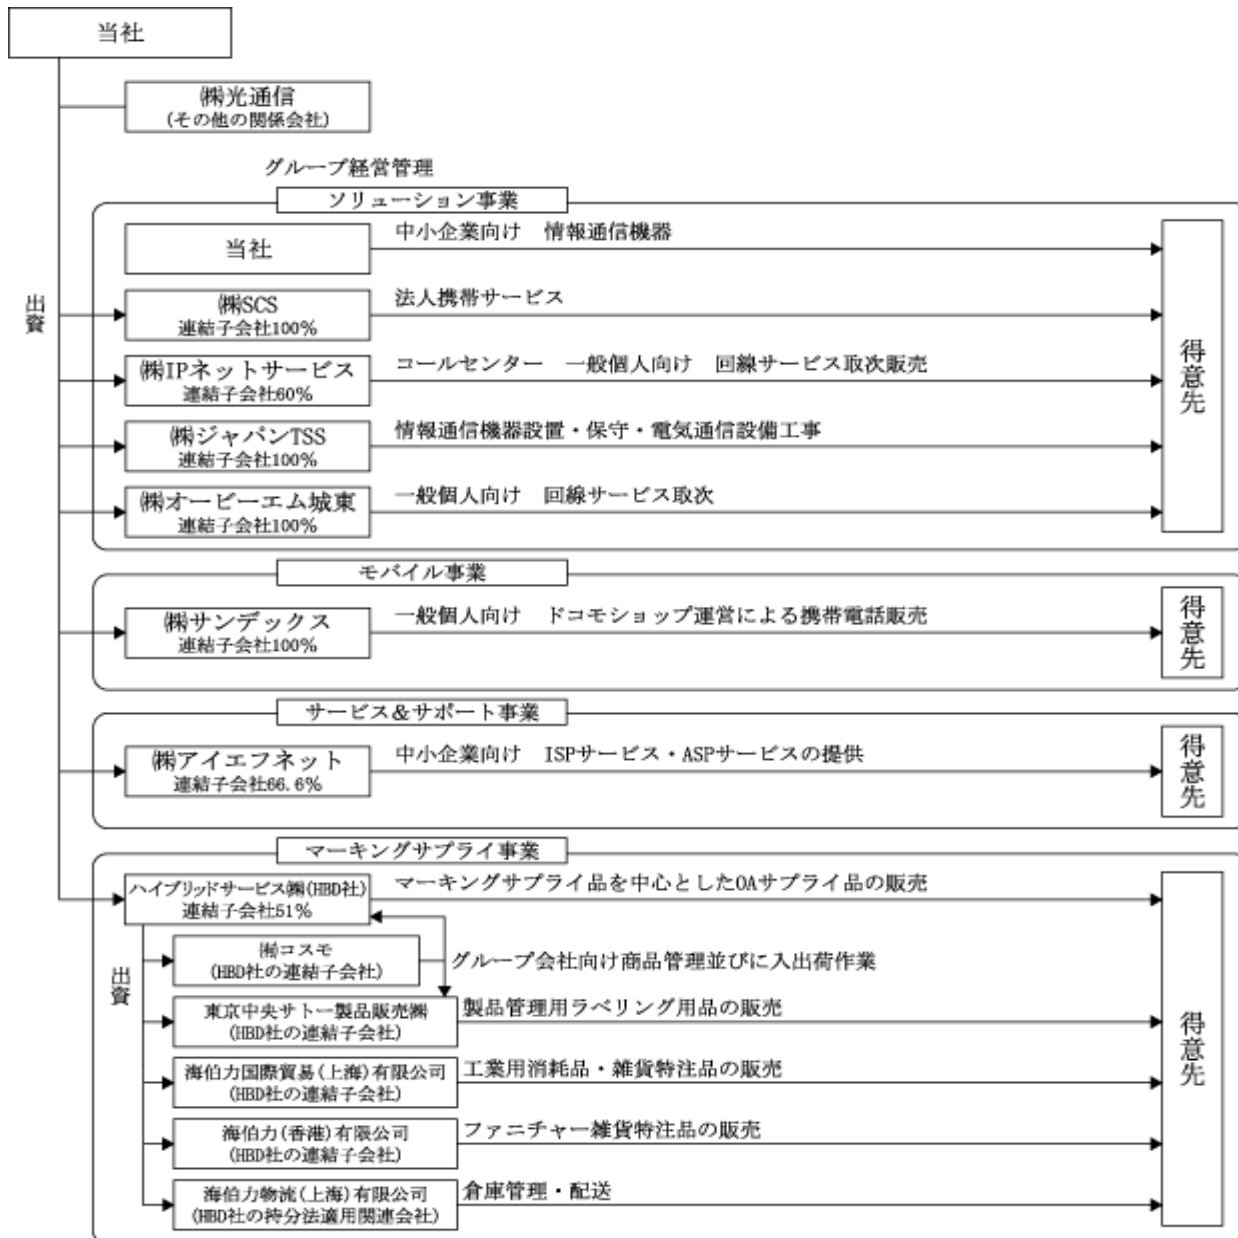 当社
㈱光通信
(その他の関係会社)
グループ経営管理
ソリューション事業
当社
中小企業向け　情報通信機器
出資
㈱SCS
連結子会社100%
法人携帯サービス
㈱IPネットサービス
連結子会社60%
コールセンター　一般個人向け　回線サービス取次販売
㈱ジャパンTSS
連結子会社100%
情報通信機器設置・保守・電気通信設備工事
㈱オービーエム城東
連結子会社100%
一般個人向け　回線サービス取次
得意先
モバイル事業
㈱サンデックス
連結子会社100%
一般個人向け　ドコモショップ運営による携帯電話販売
得意先
サービス＆サポート事業
㈱アイエフネット
連結子会社66.6%
中小企業向け　ISPサービス・ASPサービスの提供
得意先
マーキングサプライ事業
ハイブリッドサービス㈱(HBD社)
連結子会社51%
マーキングサプライ品を中心としたOAサプライ品の販売
出資
㈲コスモ
(HBD社の連結子会社)
グループ会社向け商品管理並びに入出荷作業
東京中央サトー製品販売㈱
(HBD社の連結子会社)
製品管理用ラベリング用品の販売
海伯力国際貿易(上海)有限公司
(HBD社の連結子会社)
工業用消耗品・雑貨特注品の販売
海伯力(香港)有限公司
(HBD社の連結子会社)
ファニチャー雑貨特注品の販売
海伯力物流(上海)有限公司
(HBD社の持分法適用関連会社)
倉庫管理・配送
得意先